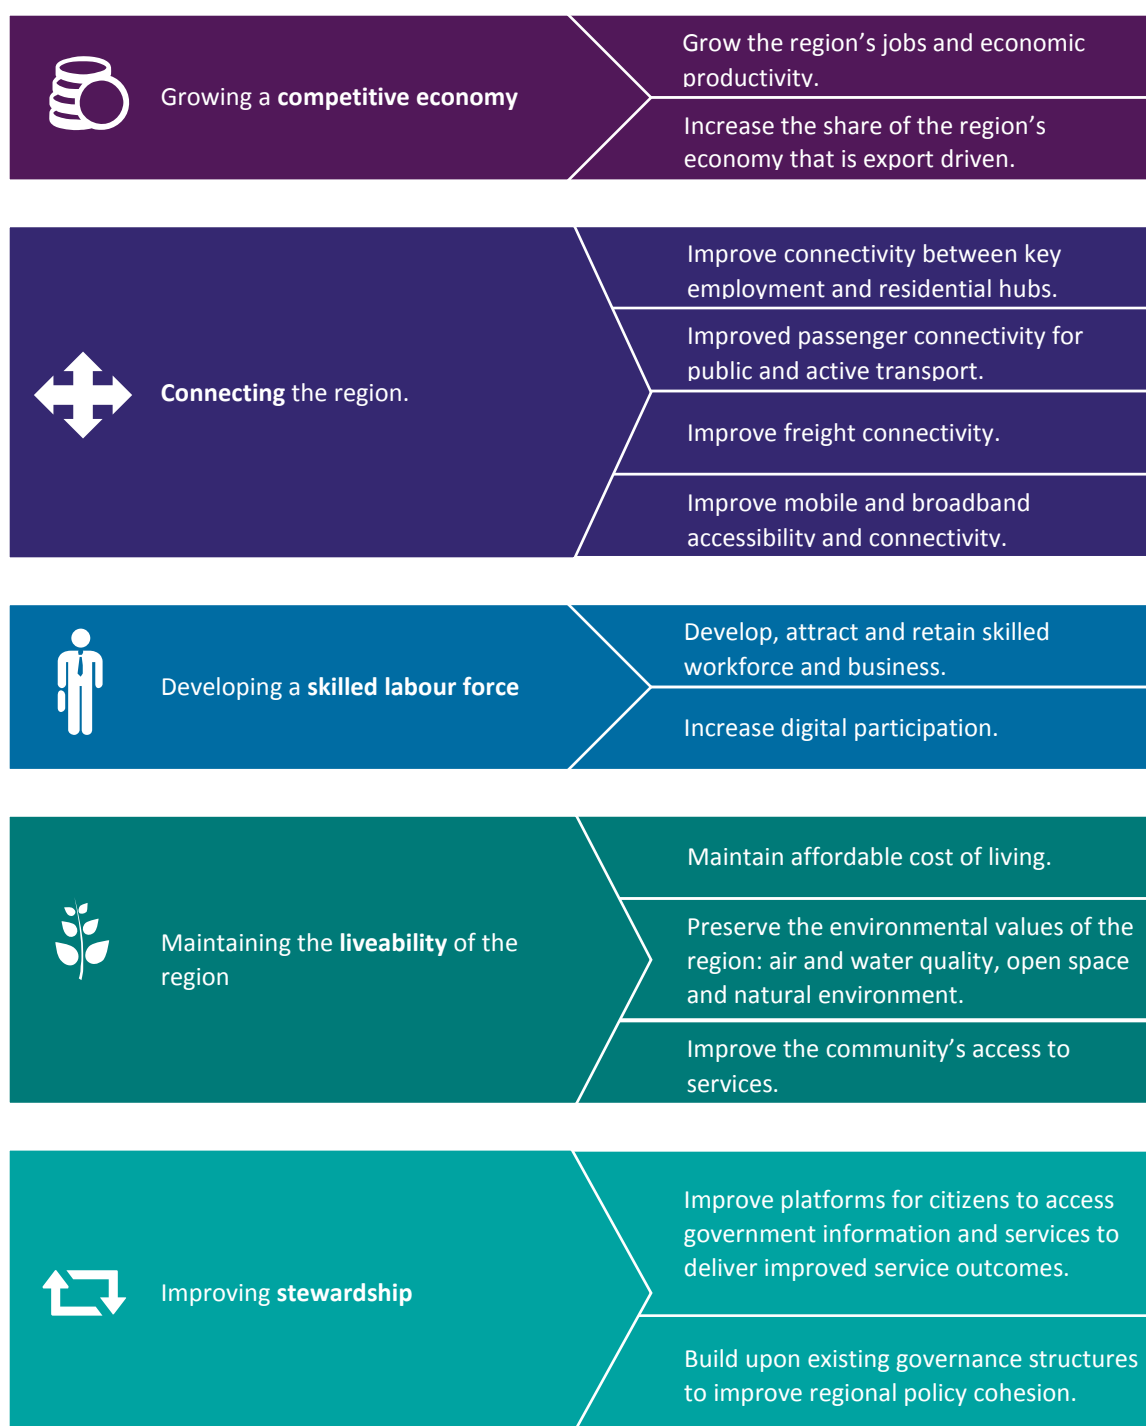 Growing a competitive economy
Grow the region’s jobs and economic
productivity.
Increase the share of the region’s
economy that is export driven.
Connecting the region.
Improve connectivity between key
employment and residential hubs.
Improved passenger connectivity for
public and active transport.
Improve freight connectivity.
Improve mobile and broadband
accessibility and connectivity.
Developing a skilled labour force
Develop, attract and retain skilled
workforce and business.
Increase digital participation.
Maintaining the liveability of the
region
Maintain affordable cost of living.
Preserve the environmental values of the
region: air and water quality, open space
and natural environment.
Improve the community’s access to
services.
Improving stewardship
Improve platforms for citizens to access
government information and services to
deliver improved service outcomes.
Build upon existing governance structures
to improve regional policy cohesion.